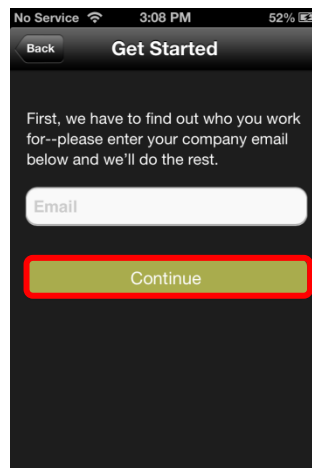 No Service 3:08 PM 52%
Back Get Started
First, we have to find out who you work
for--please enter your company email
below and we'll do the rest.
Email
Continue